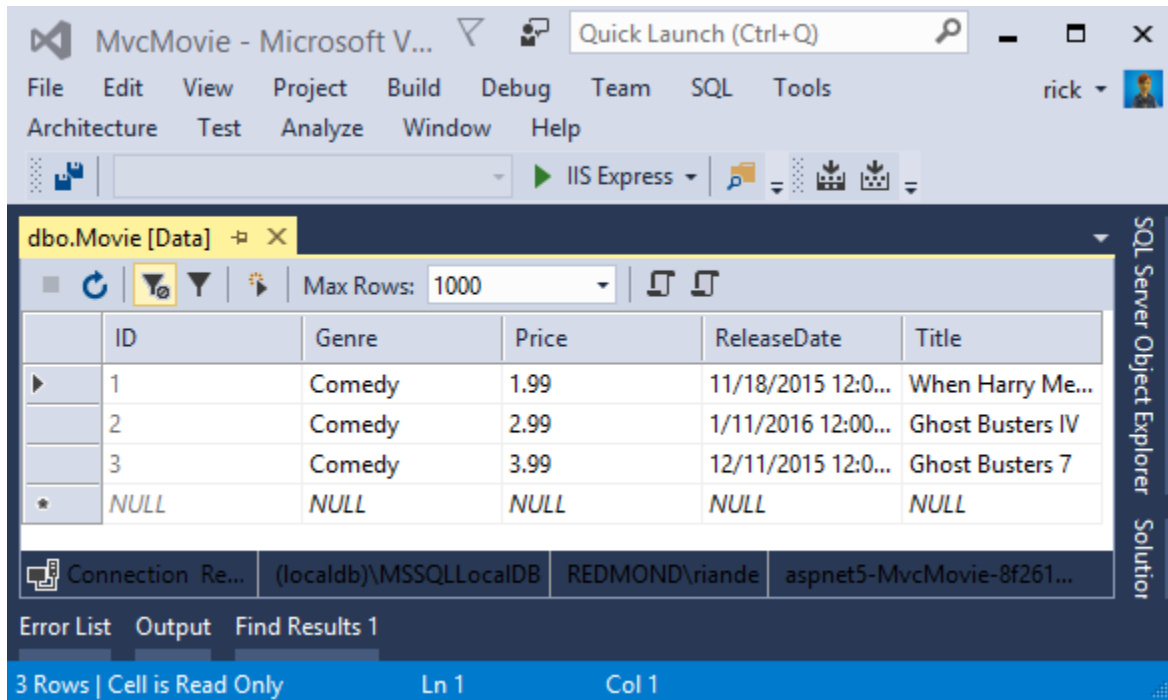 MvcMovie - Microsoft V... Quick Launch (Ctrl+Q)
File Edit View Project Build Debug Team SQL Tools rick
Architecture Test Analyze Window Help
IIS Express
dbo.Movie [Data]
Max Rows: 1000
ID Genre Price ReleaseDate Title
1 Comedy 1.99 11/18/2015 12:0... When Harry Me...
2 Comedy 2.99 1/11/2016 12:00... Ghost Busters IV
3 Comedy 3.99 12/11/2015 12:0... Ghost Busters 7
NULL NULL NULL NULL NULL
Connection Re... (localdb)\MSSQLLocalDB REDMOND\riande aspnet5-MvcMovie-8f261...
SQL Server Object Explorer
Solution
Error List Output Find Results 1
3 Rows | Cell is Read Only Ln 1 Col 1